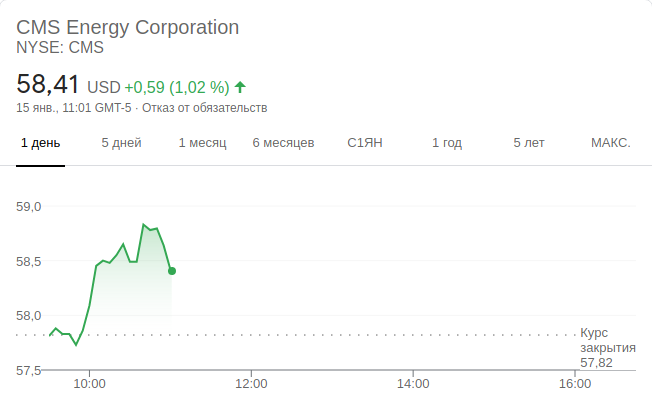 CMS Energy Corporation
NYSE: CMS
58,41 USD +0,59 (1,02 %)
15 янв., 11:01 GMT-5 · Отказ от обязательств
1 день 5 дней 1 месяц 6 месяцев С1ЯН 1 год 5 лет МАКС.
59,0
58,5
58,0
Курс
закрытия
57,82
57,5
10:00 12:00 14:00 16:00